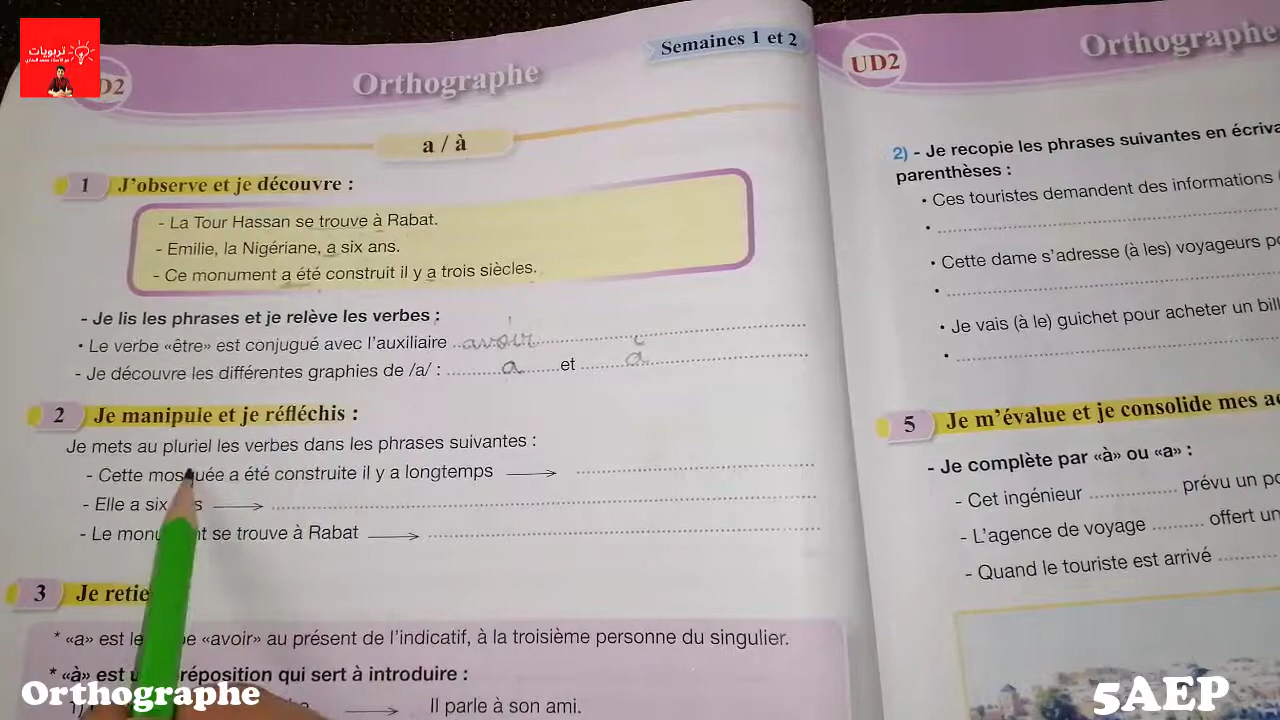 تربويات
D2
Orthographe
Semaines 1 et 2
a / à
1 J'observe et je découvre :
- La Tour Hassan se trouve à Rabat.
- Emilie, la Nigériane, a six ans.
- Ce monument a été construit il y a trois siècles.
- Je lis les phrases et je relève les verbes :
• Le verbe «être» est conjugué avec l'auxiliaire ..avoir..............
- Je découvre les différentes graphies de /a/ : .........a.........et .........à.........
2 Je manipule et je réfléchis :
Je mets au pluriel les verbes dans les phrases suivantes :
- Cette mosquée a été construite il y a longtemps → ..............
- Elle a six → ..............
- Le monu t se trouve à Rabat → ..............
3 Je retie
* «a» est le «avoir» au présent de l'indicatif, à la troisième personne du singulier.
* «à» est réposition qui sert à introduire :
1) → Il parle à son ami.
UD2
Orthographe
2) - Je recopie les phrases suivantes en écriva
parenthèses :
• Ces touristes demandent des informations (
• ..............
• Cette dame s'adresse (à les) voyageurs po
• ..............
• Je vais (à le) guichet pour acheter un bill
• ..............
5 Je m'évalue et je consolide mes ac
- Je complète par «à» ou «a» :
- Cet ingénieur .............. prévu un po
- L'agence de voyage ......... offert un
- Quand le touriste est arrivé .........
Orthographe
5AEP